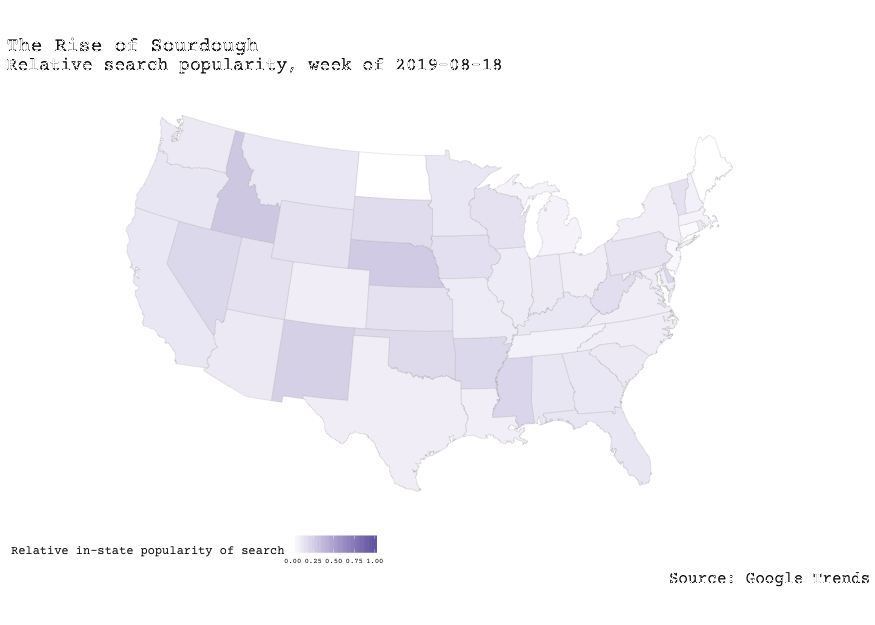 The Rise of Sourdough
Relative search popularity, week of 2019-08-18
Relative in-state popularity of search
0.00 0.25 0.50 0.75 1.00
Source: Google Trends